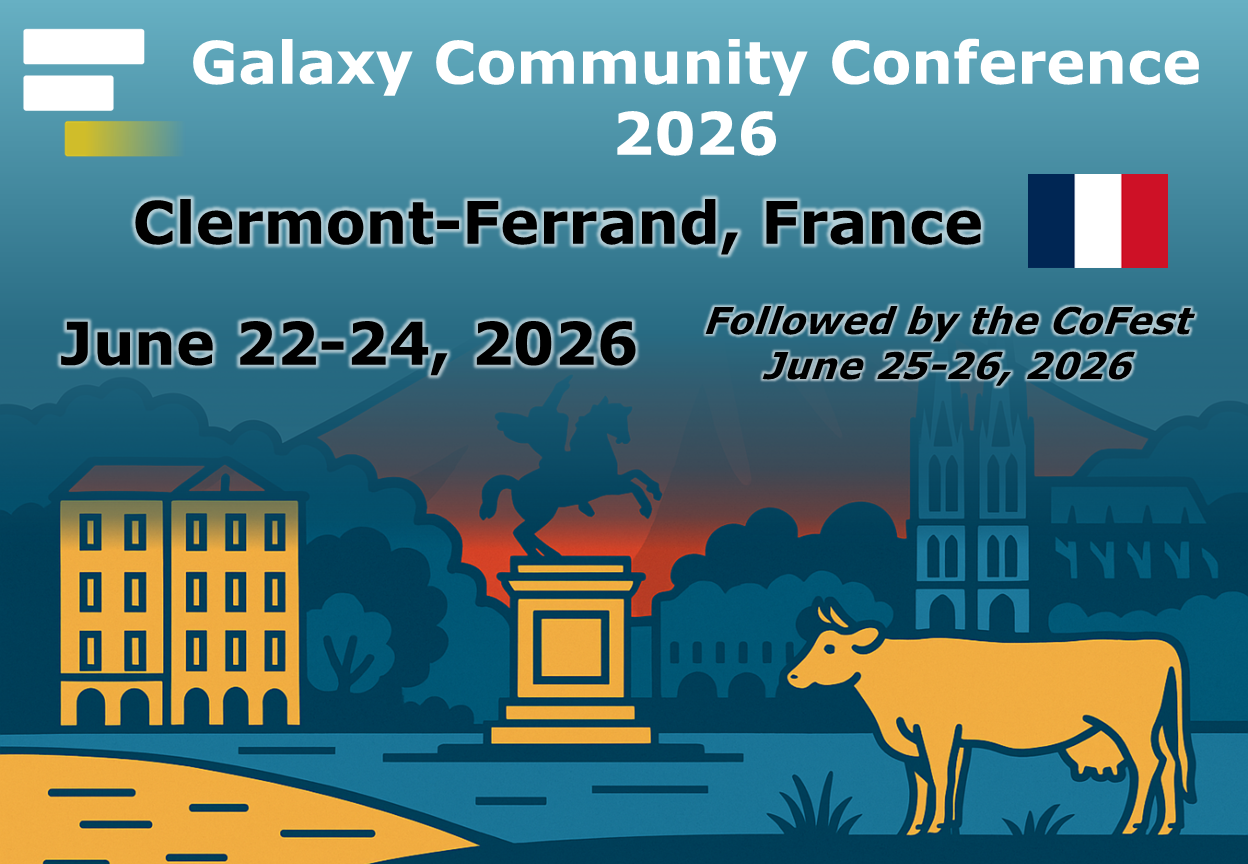 Galaxy Community Conference
2026
Clermont-Ferrand, France
June 22-24, 2026
Followed by the CoFest
June 25-26, 2026